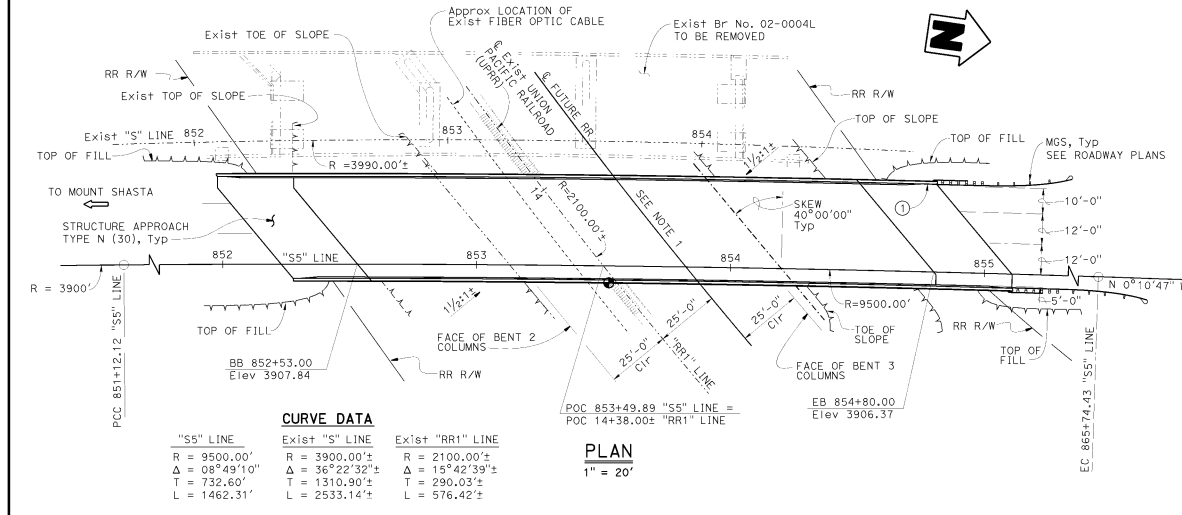 Approx LOCATION OF
Exist FIBER OPTIC CABLE
Exist Br No. 02-0004L
TO BE REMOVED
N
Exist TOE OF SLOPE
RR R/W
Exist TOP OF SLOPE
℄ Exist UNION
PACIFIC RAILROAD
(UPRR)
℄ FUTURE RR
RR R/W
TOP OF SLOPE
Exist "S" LINE
852
853
854
TOP OF FILL
TOP OF FILL
MGS, Typ
SEE ROADWAY PLANS
R =3990.00'±
1½:1±
TO MOUNT SHASTA
14
R=2100.00'±
SEE NOTE 1
SKEW
40°00'00"
Typ
1
10'-0"
12'-0"
12'-0"
STRUCTURE APPROACH
TYPE N (30), Typ
"S5" LINE
852
853
854
855
R = 3900'
N 0°10'47"
5'-0"
R=9500.00'
PCC 851+12.12 "S5" LINE
TOP OF FILL
1½:1±
FACE OF BENT 2
COLUMNS
25'-0"
Clr
25'-0"
25'-0"
Clr
"RR1" LINE
TOE OF
SLOPE
RR R/W
TOP OF
FILL
FACE OF BENT 3
COLUMNS
BB 852+53.00
Elev 3907.84
RR R/W
EB 854+80.00
Elev 3906.37
POC 853+49.89 "S5" LINE =
POC 14+38.00± "RR1" LINE
EC 865+74.43 "S5" LINE
CURVE DATA
"S5" LINE
R = 9500.00'
Δ = 08°49'10"
T = 732.60'
L = 1462.31'
Exist "S" LINE
R = 3900.00'±
Δ = 36°22'32"±
T = 1310.90'±
L = 2533.14'±
Exist "RR1" LINE
R = 2100.00'±
Δ = 15°42'39"±
T = 290.03'±
L = 576.42'±
PLAN
1" = 20'